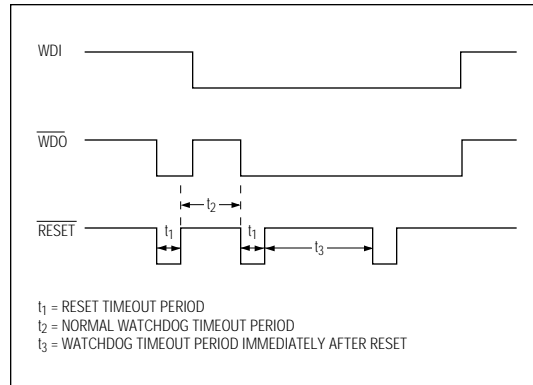 WDI
WDO
t2
RESET
t1
t1
t3
t1 = RESET TIMEOUT PERIOD
t2 = NORMAL WATCHDOG TIMEOUT PERIOD
t3 = WATCHDOG TIMEOUT PERIOD IMMEDIATELY AFTER RESET